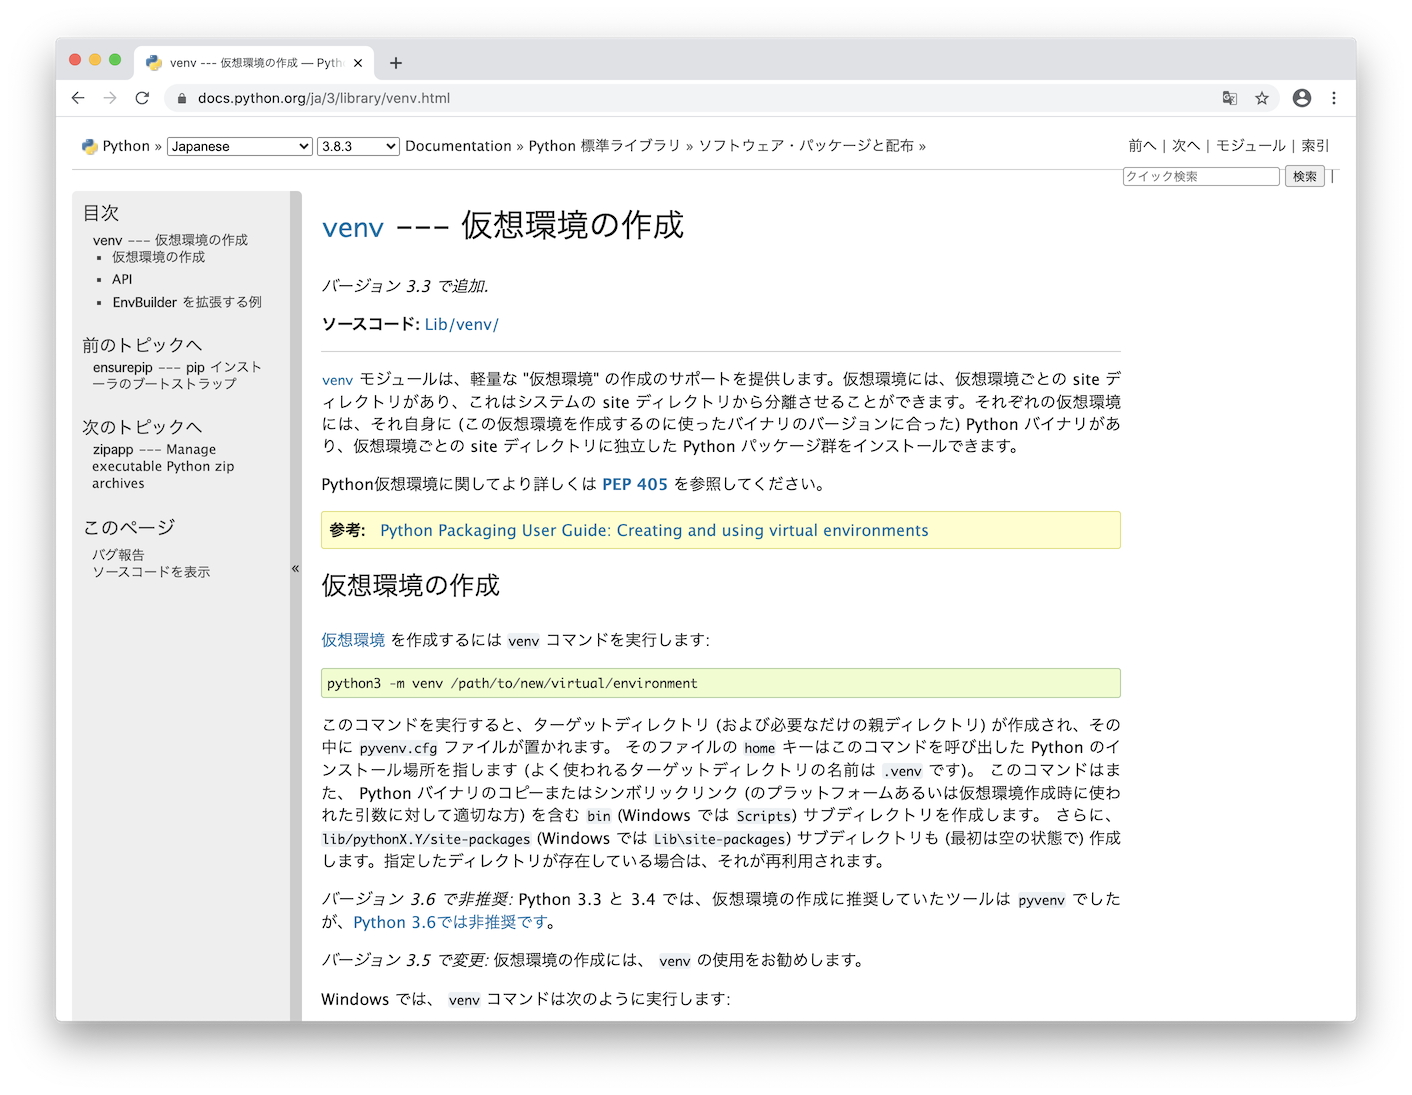 venv --- 仮想環境の作成 — Pyth
docs.python.org/ja/3/library/venv.html
Python » Japanese 3.8.3 Documentation » Python 標準ライブラリ » ソフトウェア・パッケージと配布 »
前へ | 次へ | モジュール | 索引
クイック検索 検索 |
目次
venv --- 仮想環境の作成
▪ 仮想環境の作成
▪ API
▪ EnvBuilder を拡張する例
前のトピックへ
ensurepip --- pip インスト
ーラのブートストラップ
次のトピックへ
zipapp --- Manage
executable Python zip
archives
このページ
バグ報告
ソースコードを表示
«
venv --- 仮想環境の作成
バージョン 3.3 で追加.
ソースコード: Lib/venv/
venv モジュールは、軽量な "仮想環境" の作成のサポートを提供します。仮想環境には、仮想環境ごとの site デ
ィレクトリがあり、これはシステムの site ディレクトリから分離させることができます。それぞれの仮想環境
には、それ自身に (この仮想環境を作成するのに使ったバイナリのバージョンに合った) Python バイナリがあ
り、仮想環境ごとの site ディレクトリに独立した Python パッケージ群をインストールできます。
Python仮想環境に関してより詳しくは PEP 405 を参照してください。
参考: Python Packaging User Guide: Creating and using virtual environments
仮想環境の作成
仮想環境 を作成するには venv コマンドを実行します:
python3 -m venv /path/to/new/virtual/environment
このコマンドを実行すると、ターゲットディレクトリ (および必要なだけの親ディレクトリ) が作成され、その
中に pyvenv.cfg ファイルが置かれます。 そのファイルの home キーはこのコマンドを呼び出した Python のイ
ンストール場所を指します (よく使われるターゲットディレクトリの名前は .venv です)。 このコマンドはま
た、 Python バイナリのコピーまたはシンボリックリンク (のプラットフォームあるいは仮想環境作成時に使わ
れた引数に対して適切な方) を含む bin (Windows では Scripts) サブディレクトリを作成します。 さらに、
lib/pythonX.Y/site-packages (Windows では Lib\site-packages) サブディレクトリも (最初は空の状態で) 作成
します。指定したディレクトリが存在している場合は、それが再利用されます。
バージョン 3.6 で非推奨: Python 3.3 と 3.4 では、仮想環境の作成に推奨していたツールは pyvenv でした
が、Python 3.6では非推奨です。
バージョン 3.5 で変更: 仮想環境の作成には、 venv の使用をお勧めします。
Windows では、 venv コマンドは次のように実行します: